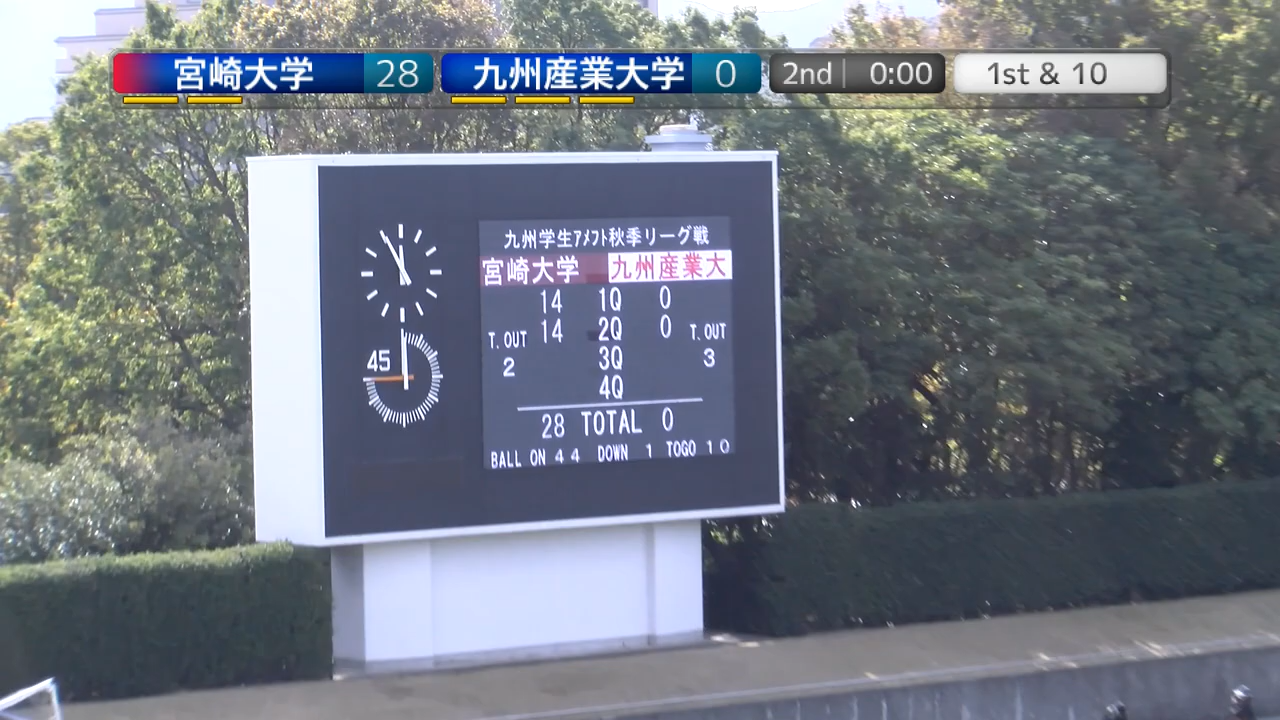 宮崎大学 28 九州産業大学 0 2nd 0:00 1st & 10
九州学生アメフト秋季リーグ戦
宮崎大学 九州産業大
14 1Q 0
T.OUT 14 2Q 0 T.OUT
2 3Q 3
4Q
28 TOTAL 0
BALL ON 44 DOWN 1 TOGO 10
45